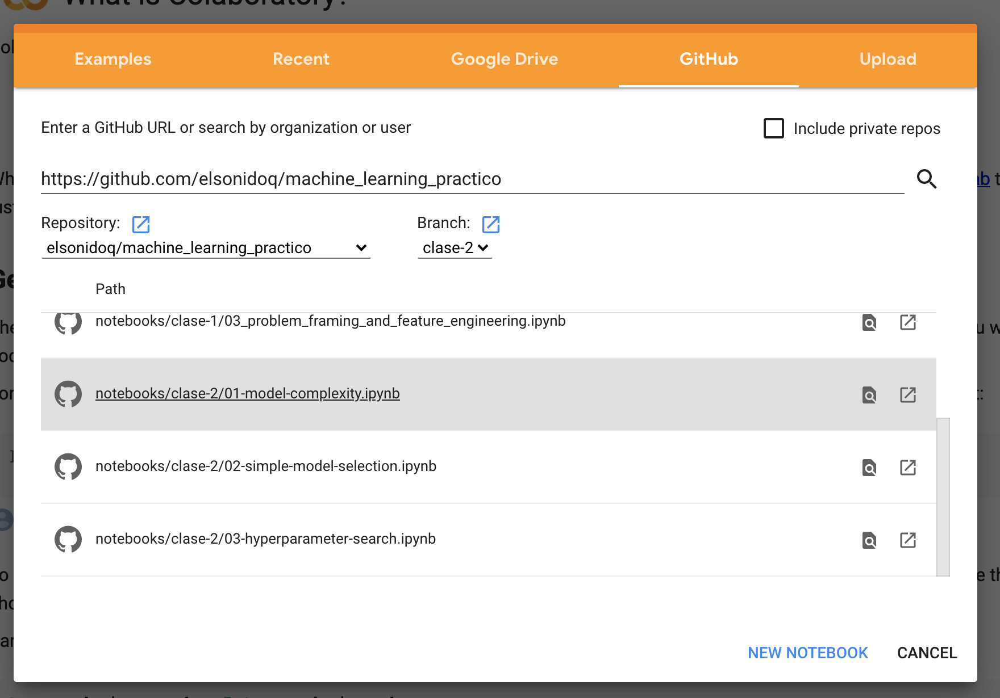 What is Colaboratory?
Examples Recent Google Drive GitHub Upload
Enter a GitHub URL or search by organization or user
Include private repos
https://github.com/elsonidoq/machine_learning_practico
Repository: Branch:
elsonidoq/machine_learning_practico clase-2
Path
notebooks/clase-1/03_problem_framing_and_feature_engineering.ipynb
notebooks/clase-2/01-model-complexity.ipynb
notebooks/clase-2/02-simple-model-selection.ipynb
notebooks/clase-2/03-hyperparameter-search.ipynb
NEW NOTEBOOK CANCEL